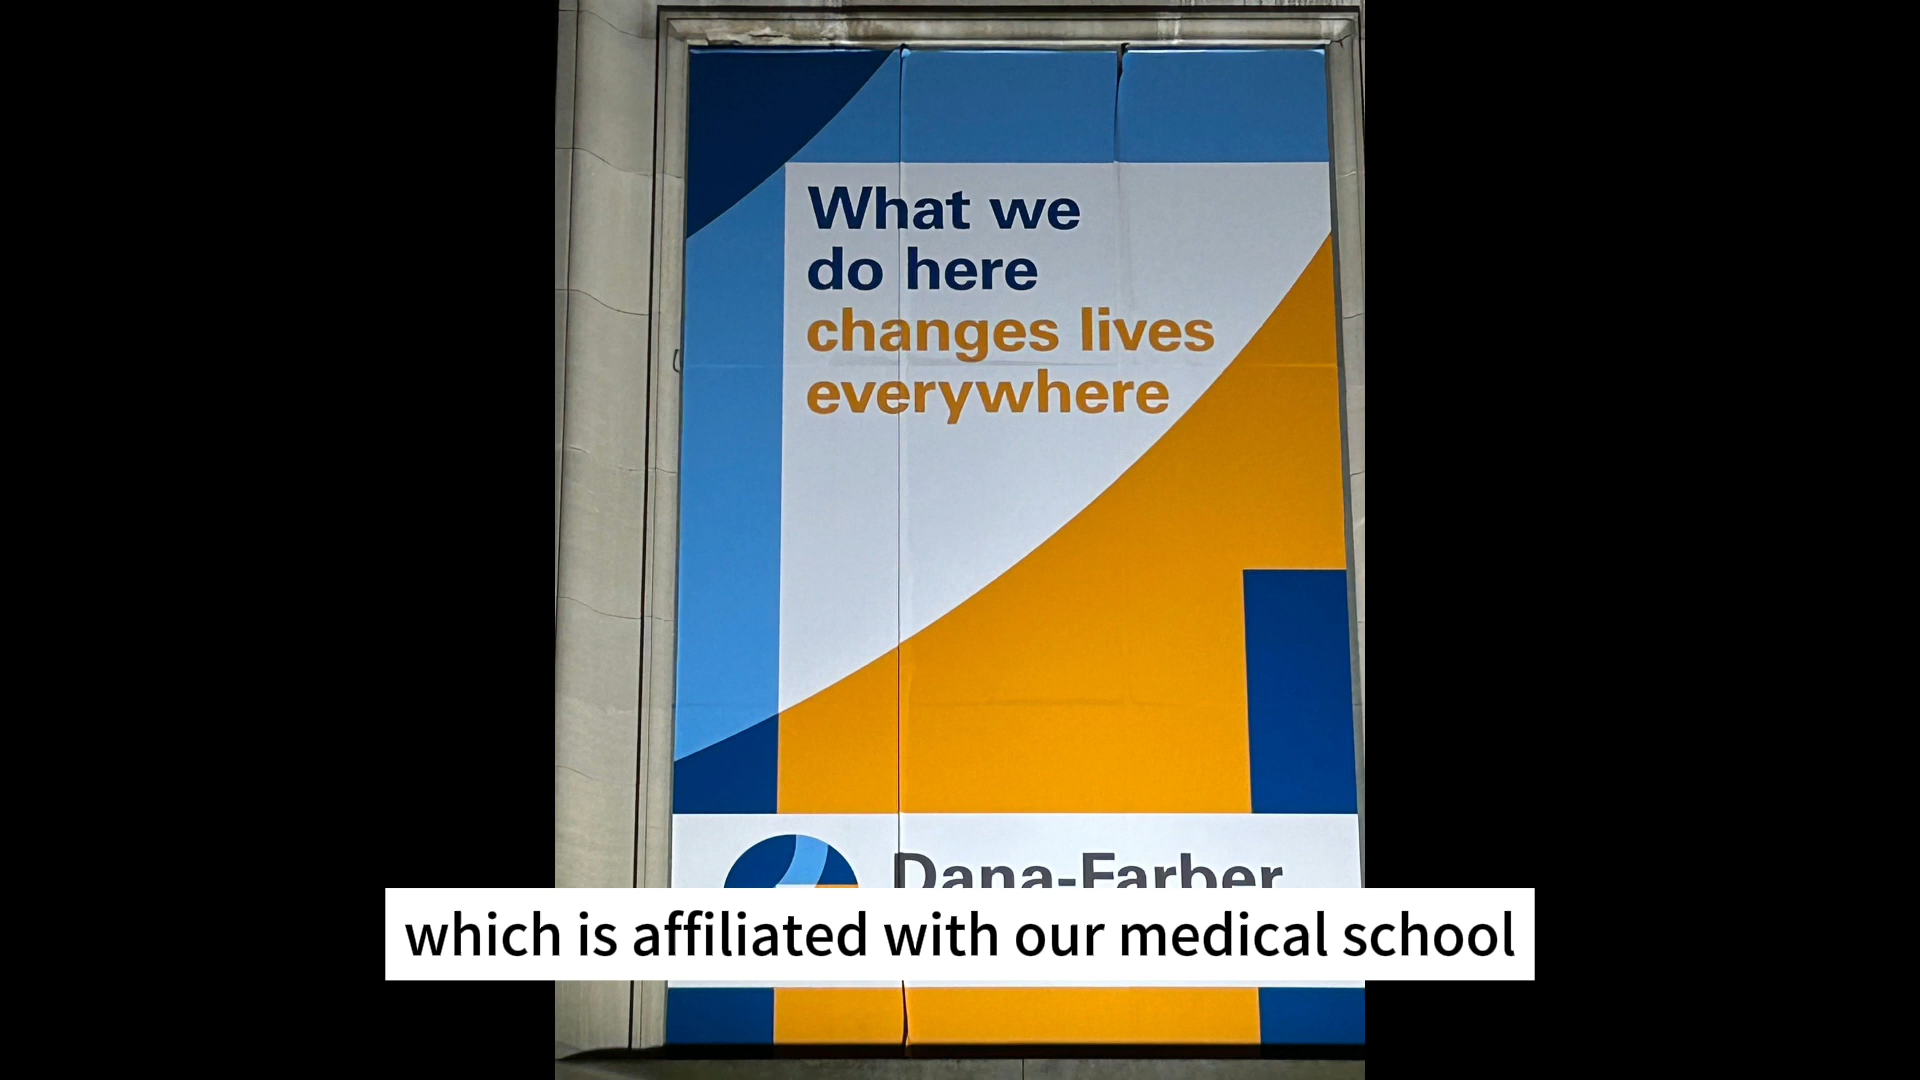 What we
do here
changes lives
everywhere
Dana-Farber
which is affiliated with our medical school